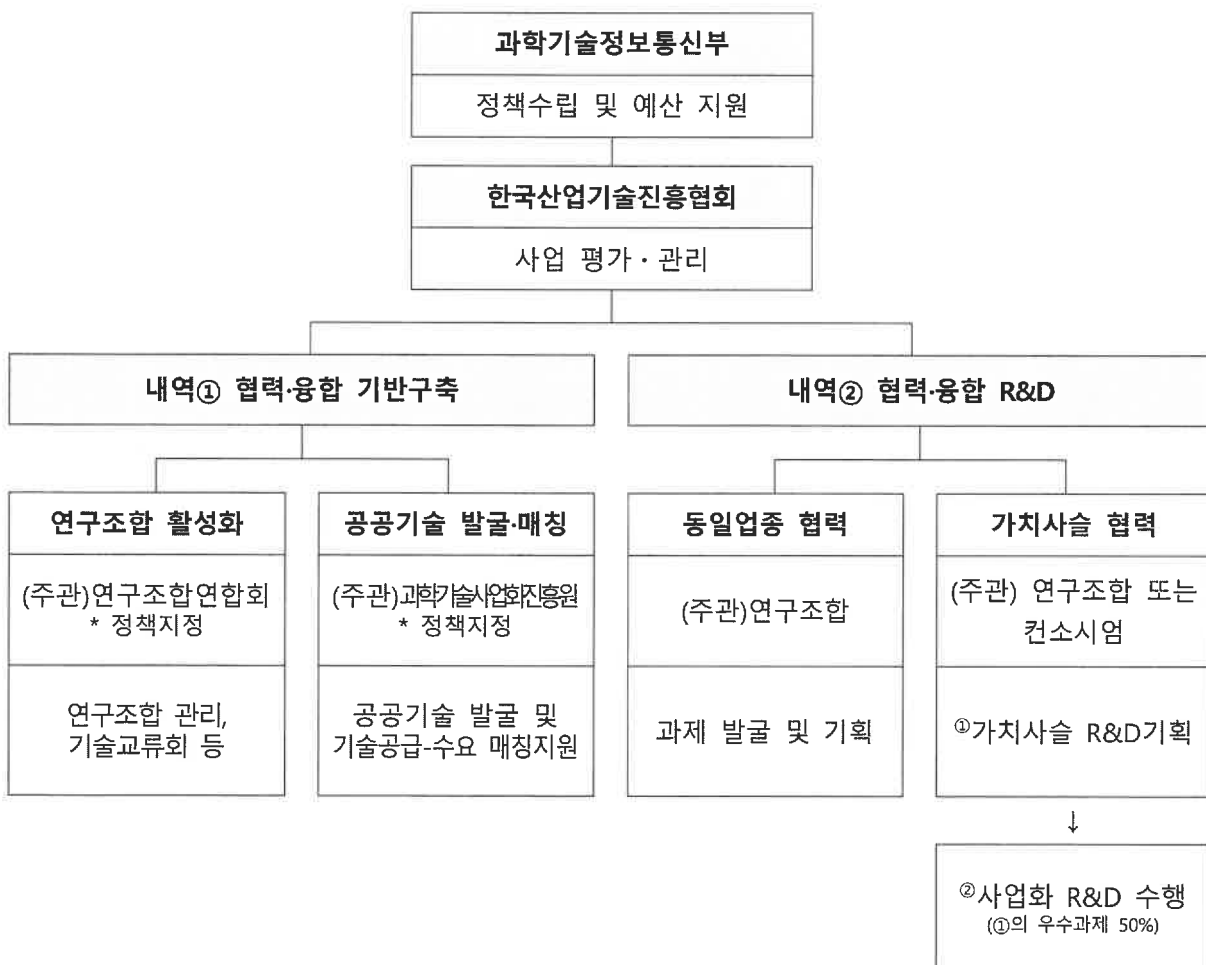 과학기술정보통신부
정책수립 및 예산 지원
한국산업기술진흥협회
사업 평가·관리
내역① 협력·융합 기반구축
내역② 협력·융합 R&D
연구조합 활성화
(주관)연구조합연합회
* 정책지정
연구조합 관리,
기술교류회 등
공공기술 발굴·매칭
(주관)과학기술사업화진흥원
* 정책지정
공공기술 발굴 및
기술공급-수요 매칭지원
동일업종 협력
(주관)연구조합
과제 발굴 및 기획
가치사슬 협력
(주관) 연구조합 또는
컨소시엄
①가치사슬 R&D기획
↓
②사업화 R&D 수행
(①의 우수과제 50%)